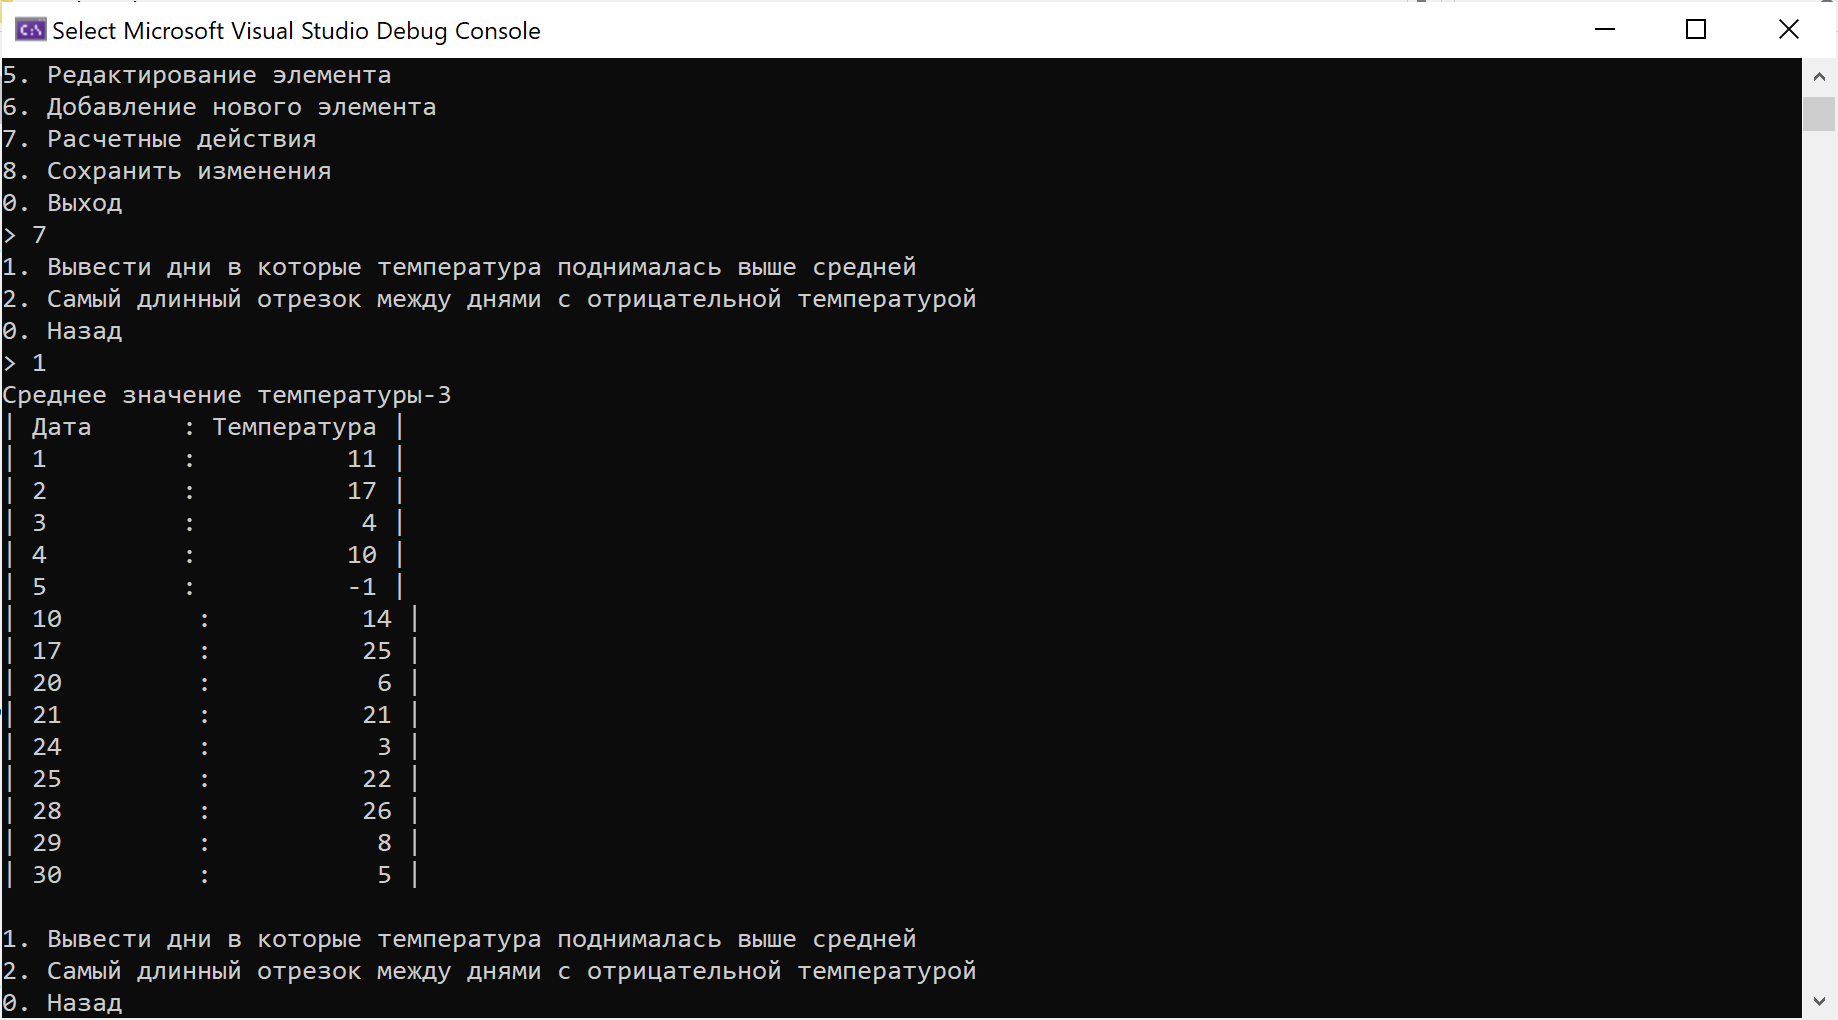 Select Microsoft Visual Studio Debug Console
5. Редактирование элемента
6. Добавление нового элемента
7. Расчетные действия
8. Сохранить изменения
0. Выход
> 7
1. Вывести дни в которые температура поднималась выше средней
2. Самый длинный отрезок между днями с отрицательной температурой
0. Назад
> 1
Среднее значение температуры-3
| Дата      : Температура |
| 1         :          11 |
| 2         :          17 |
| 3         :           4 |
| 4         :          10 |
| 5         :          -1 |
| 10         :          14 |
| 17         :          25 |
| 20         :           6 |
| 21         :          21 |
| 24         :           3 |
| 25         :          22 |
| 28         :          26 |
| 29         :           8 |
| 30         :           5 |
1. Вывести дни в которые температура поднималась выше средней
2. Самый длинный отрезок между днями с отрицательной температурой
0. Назад